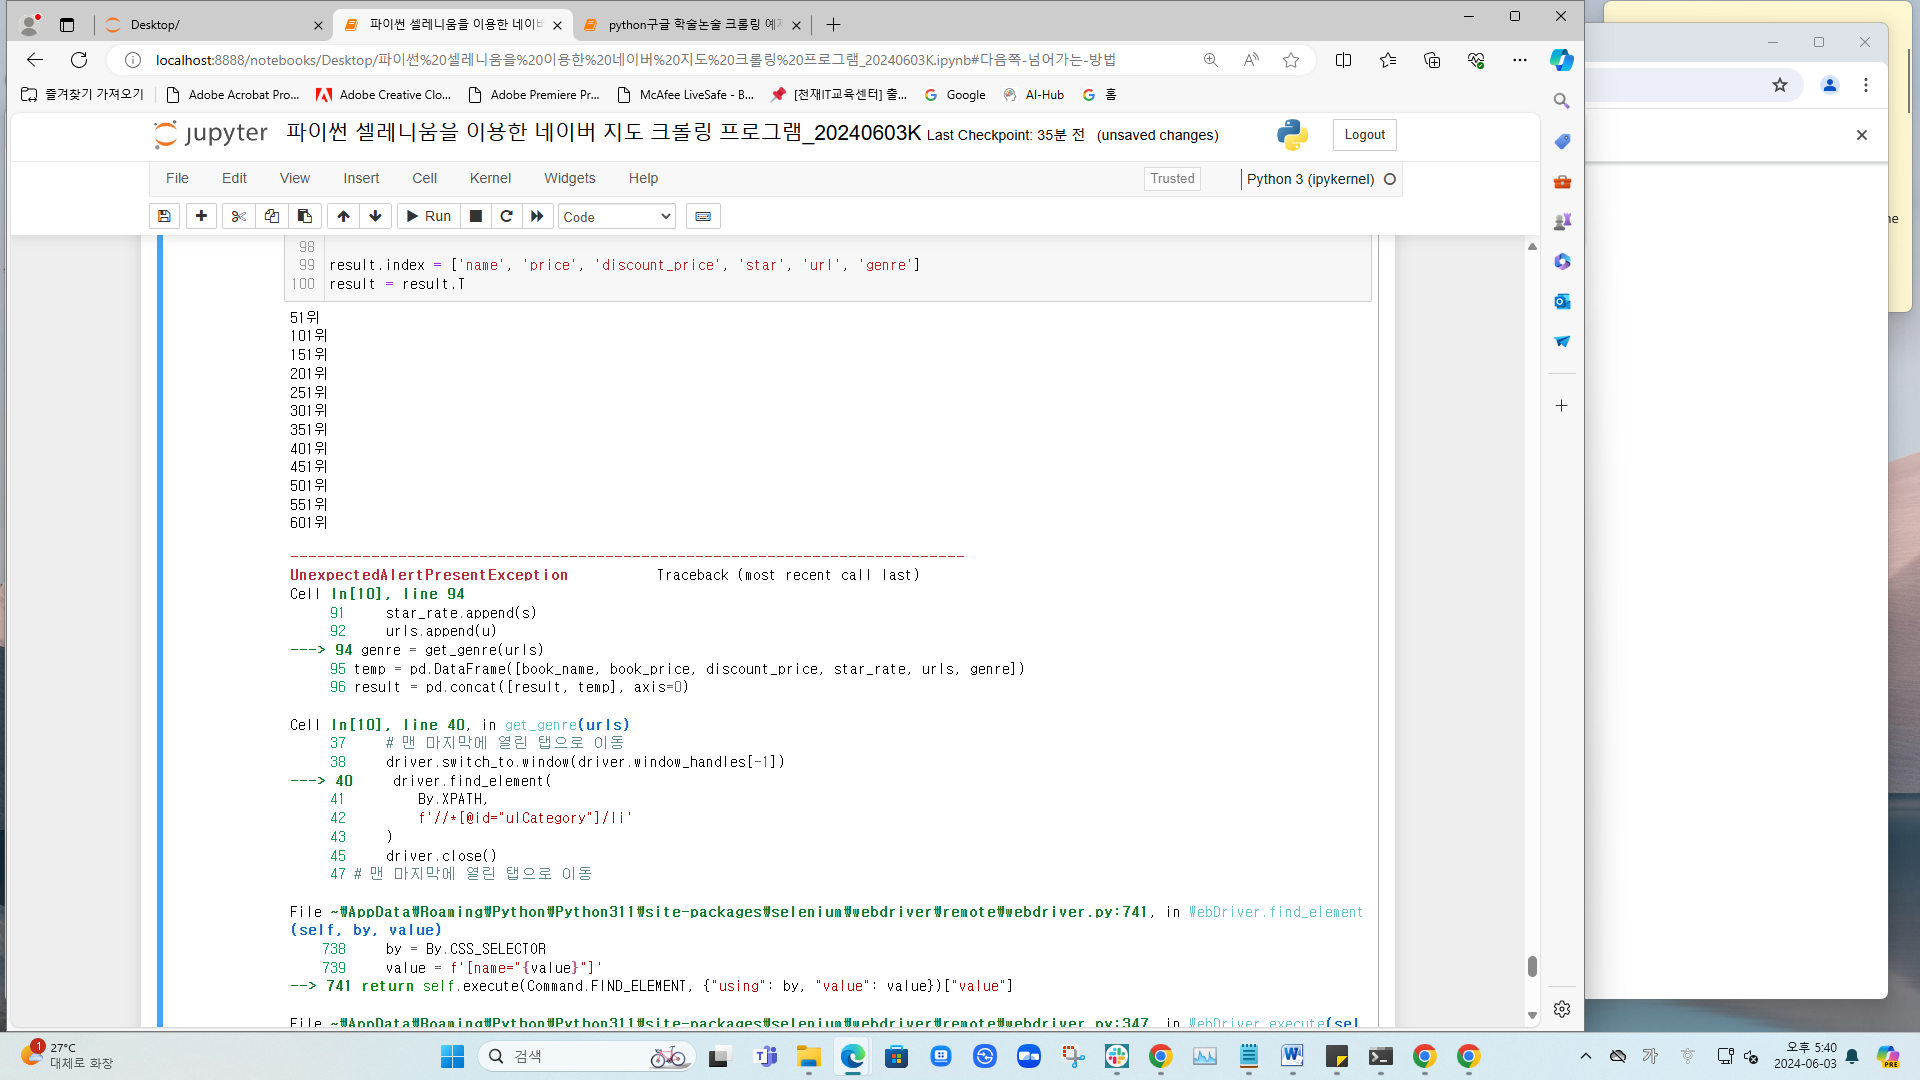 Desktop/
파이썬 셀레니움을 이용한 네이버
python구글 학술논술 크롤링 예제
localhost:8888/notebooks/Desktop/파이썬%20셀레니움을%20이용한%20네이버%20지도%20크롤링%20프로그램_20240603K.ipynb#다음쪽-넘어가는-방법
즐겨찾기 가져오기
Adobe Acrobat Pro...
Adobe Creative Clo...
Adobe Premiere Pr...
McAfee LiveSafe - B...
[천재IT교육센터] 출...
Google
AI-Hub
홈
jupyter 파이썬 셀레니움을 이용한 네이버 지도 크롤링 프로그램_20240603K Last Checkpoint: 35분 전 (unsaved changes)
Logout
File Edit View Insert Cell Kernel Widgets Help
Trusted
Python 3 (ipykernel)
Run
Code
98
99 result.index = ['name', 'price', 'discount_price', 'star', 'url', 'genre']
100 result = result.T
51위
101위
151위
201위
251위
301위
351위
401위
451위
501위
551위
601위
---------------------------------------------------------------------------
UnexpectedAlertPresentException Traceback (most recent call last)
Cell In[10], line 94
91 star_rate.append(s)
92 urls.append(u)
---> 94 genre = get_genre(urls)
95 temp = pd.DataFrame([book_name, book_price, discount_price, star_rate, urls, genre])
96 result = pd.concat([result, temp], axis=0)
Cell In[10], line 40, in get_genre(urls)
37 # 맨 마지막에 열린 탭으로 이동
38 driver.switch_to.window(driver.window_handles[-1])
---> 40 driver.find_element(
41 By.XPATH,
42 f'//*[@id="ulCategory"]/li'
43 )
45 driver.close()
47 # 맨 마지막에 열린 탭으로 이동
File ~₩AppData₩Roaming₩Python₩Python311₩site-packages₩selenium₩webdriver₩remote₩webdriver.py:741, in WebDriver.find_element
(self, by, value)
738 by = By.CSS_SELECTOR
739 value = f'[name="{value}"]'
--> 741 return self.execute(Command.FIND_ELEMENT, {"using": by, "value": value})["value"]
File ~₩AppData₩Roaming₩Python₩Python311₩site-packages₩selenium₩webdriver₩remote₩webdriver.py:347, in WebDriver.execute(sel
27°C
대체로 화창
1
검색
가
오후 5:40
2024-06-03
PRE